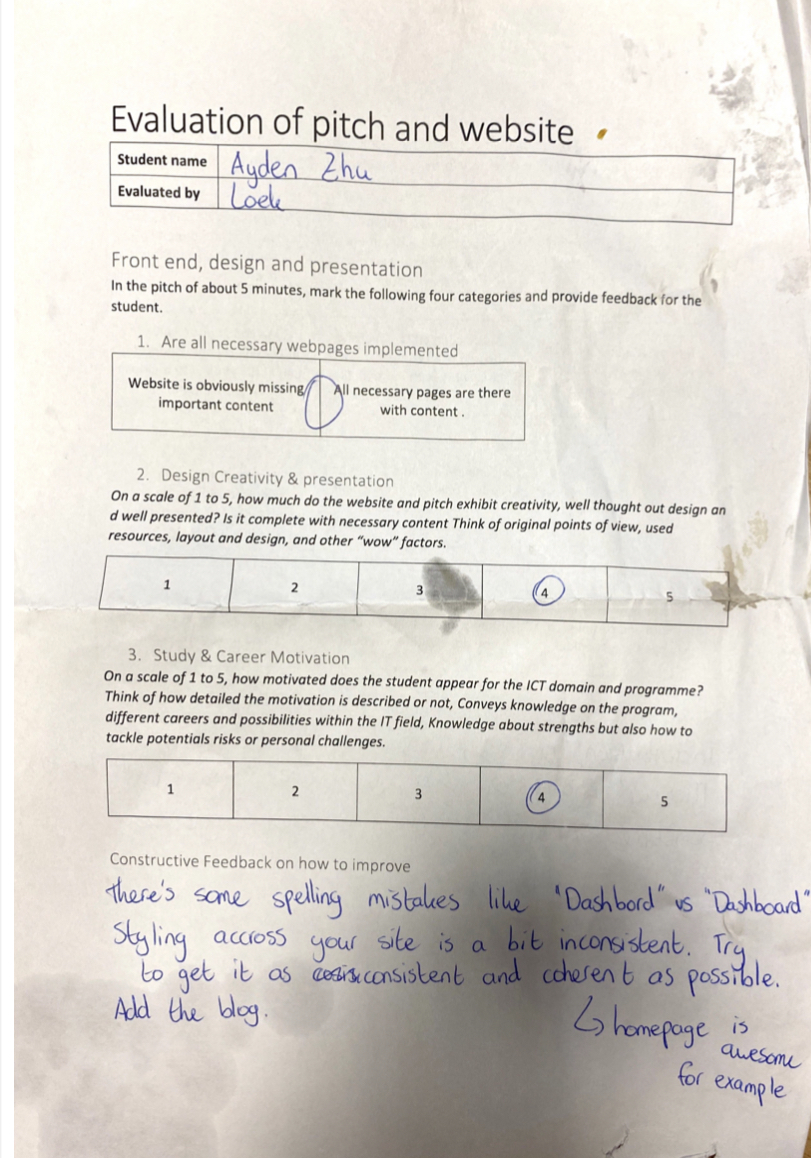 Evaluation of pitch and website
Student name Ayden Zhu
Evaluated by Loek
Front end, design and presentation
In the pitch of about 5 minutes, mark the following four categories and provide feedback for the
student.
1. Are all necessary webpages implemented
Website is obviously missing
important content
All necessary pages are there
with content .
2. Design Creativity & presentation
On a scale of 1 to 5, how much do the website and pitch exhibit creativity, well thought out design an
d well presented? Is it complete with necessary content Think of original points of view, used
resources, layout and design, and other “wow” factors.
1 2 3 4 5
3. Study & Career Motivation
On a scale of 1 to 5, how motivated does the student appear for the ICT domain and programme?
Think of how detailed the motivation is described or not, Conveys knowledge on the program,
different careers and possibilities within the IT field, Knowledge about strengths but also how to
tackle potentials risks or personal challenges.
1 2 3 4 5
Constructive Feedback on how to improve
there's some spelling mistakes like "Dashbord" vs "Dashboard"
Styling accross your site is a bit inconsistent. Try
to get it as consistent and coherent as possible.
Add the blog.
↳ homepage is
awesome
for example